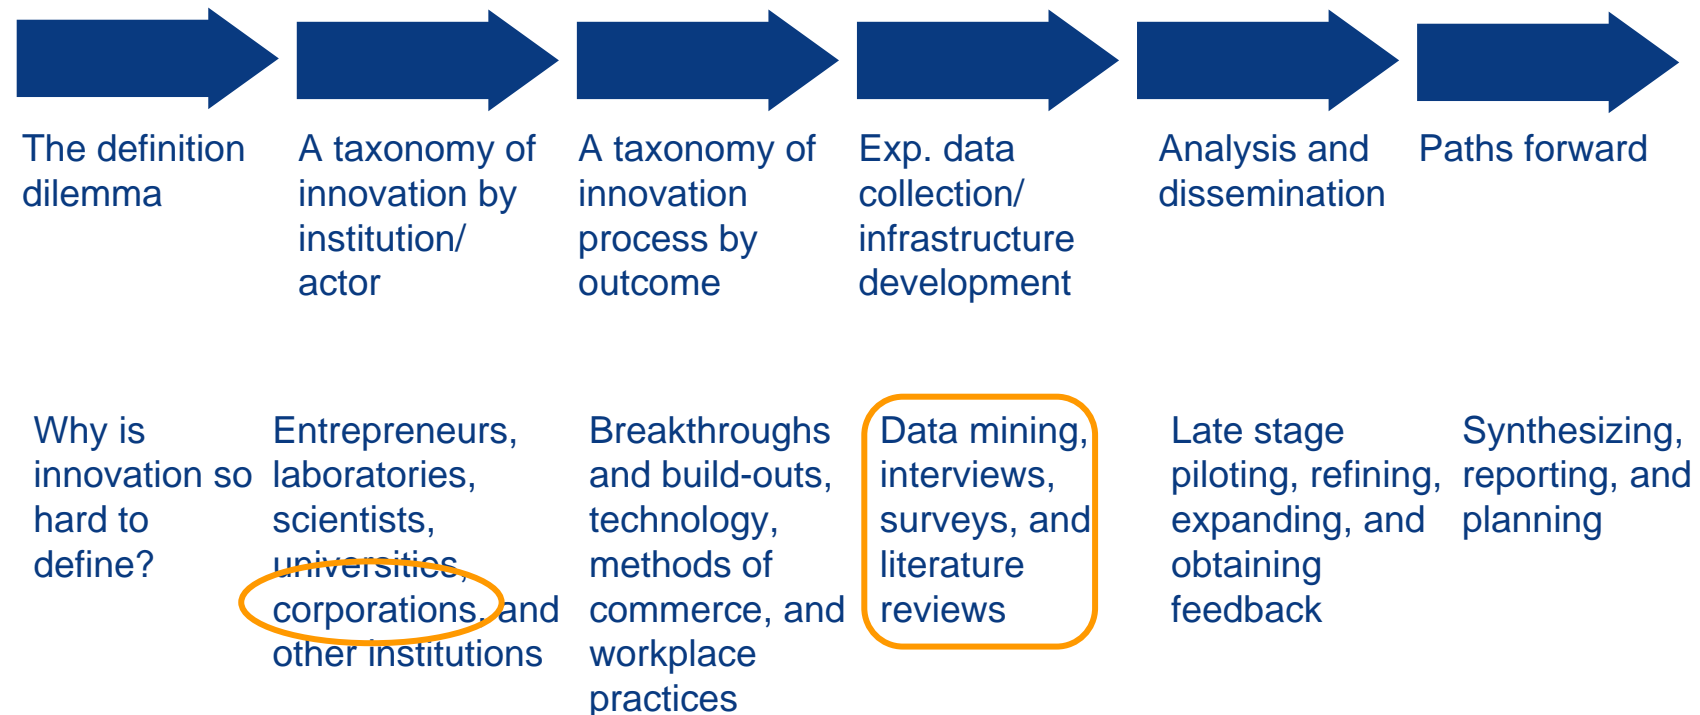 The definition
dilemma
A taxonomy of
innovation by
institution/
actor
A taxonomy of
innovation
process by
outcome
Exp. data
collection/
infrastructure
development
Analysis and
dissemination
Paths forward
Why is
innovation so
hard to
define?
Entrepreneurs,
laboratories,
scientists,
universities,
corporations, and
other institutions
Breakthroughs
and build-outs,
technology,
methods of
commerce, and
workplace
practices
Data mining,
interviews,
surveys, and
literature
reviews
Late stage
piloting, refining,
expanding, and
obtaining
feedback
Synthesizing,
reporting, and
planning